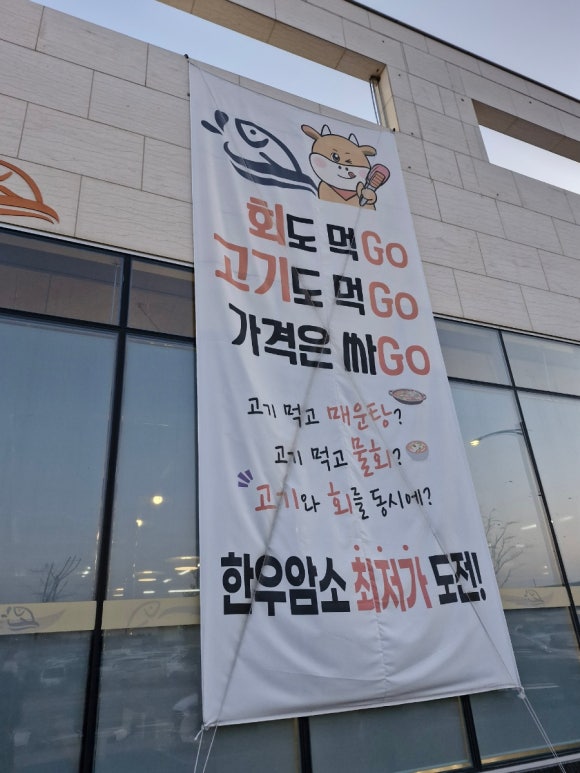 회도 먹Go
고기도 먹Go
가격은 싸Go
고기 먹고 매운탕?
고기 먹고 물회?
고기와 회를 동시에?
한우암소 최저가 도전!